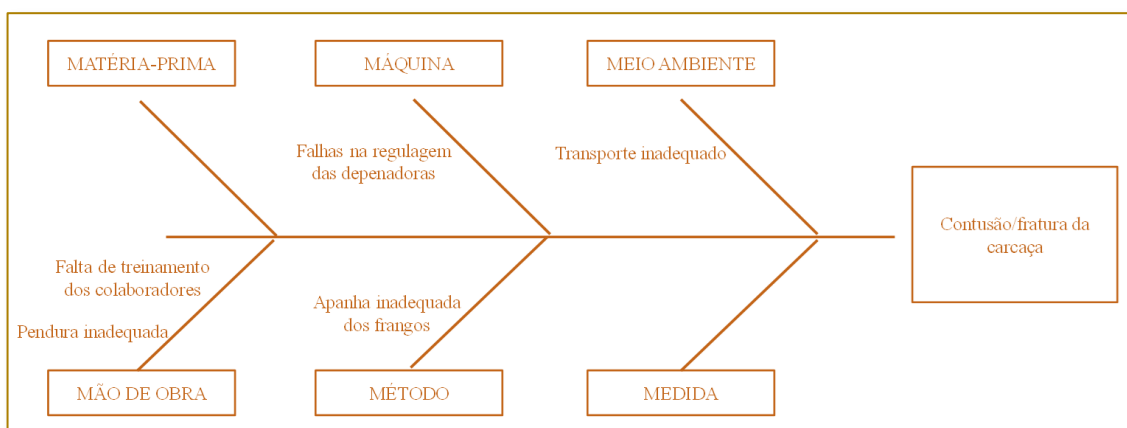 MATÉRIA-PRIMA
MÁQUINA
MEIO AMBIENTE
Falhas na regulagem
das depenadoras
Transporte inadequado
Contusão/fratura da
carcaça
Falta de treinamento
dos colaboradores
Pendura inadequada
Apanha inadequada
dos frangos
MÃO DE OBRA
MÉTODO
MEDIDA